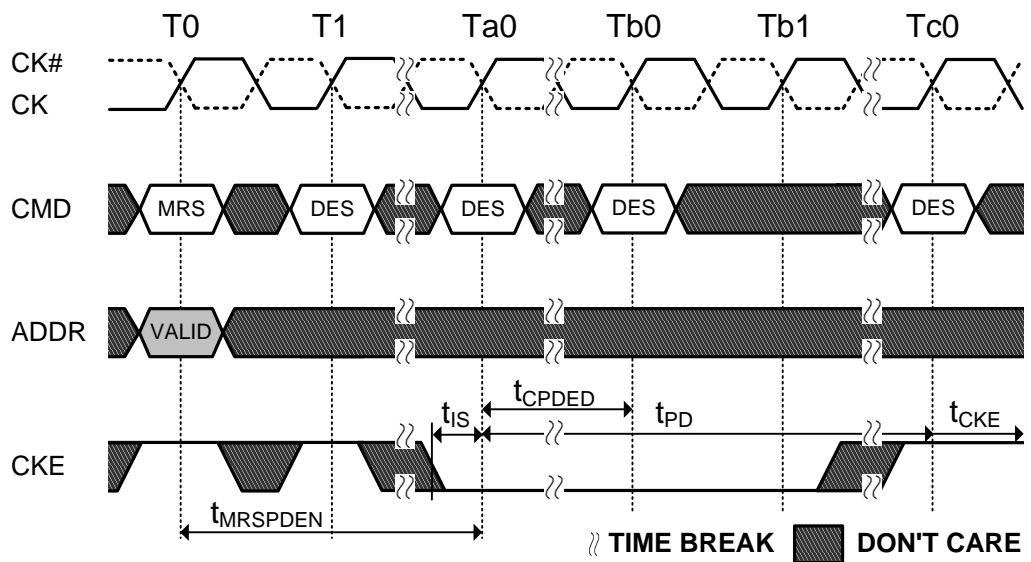 T0 T1 Ta0 Tb0 Tb1 Tc0
CK#
CK
CMD MRS DES DES DES DES
ADDR VALID
tCPDED
tIS tPD tCKE
CKE
tMRSPDEN
TIME BREAK DON'T CARE